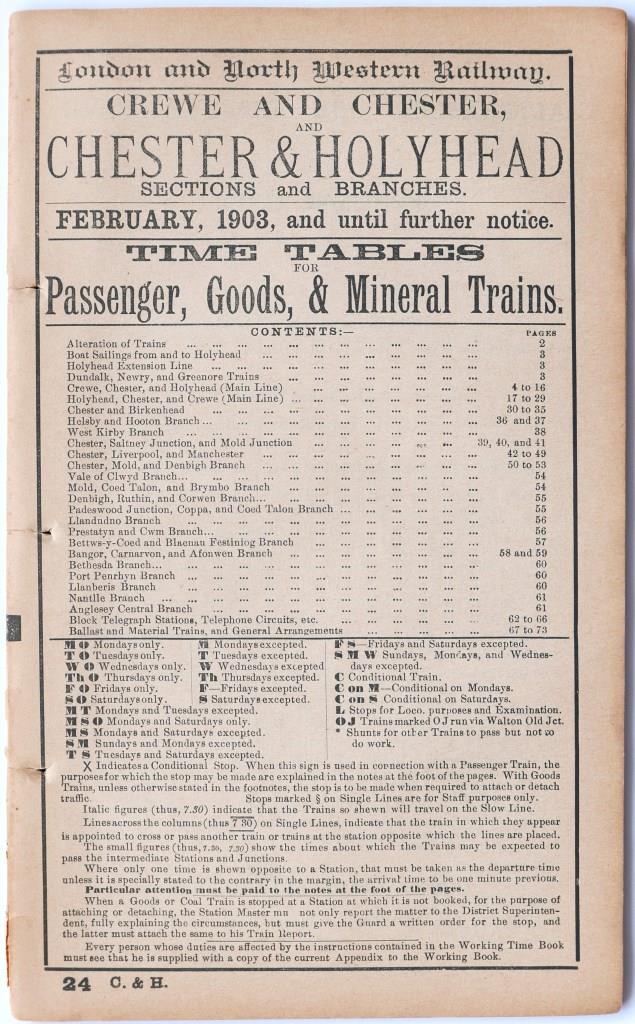 London and North Western Railway.
CREWE AND CHESTER,
AND
CHESTER & HOLYHEAD
SECTIONS and BRANCHES.
FEBRUARY, 1903, and until further notice.
TIME TABLES
FOR
Passenger, Goods, & Mineral Trains.
CONTENTS:— PAGES
Alteration of Trains ... 2
Boat Sailings from and to Holyhead ... 3
Holyhead Extension Line ... 3
Dundalk, Newry, and Greenore Trains ... 3
Crewe, Chester, and Holyhead (Main Line) ... 4 to 16
Holyhead, Chester, and Crewe (Main Line) ... 17 to 29
Chester and Birkenhead ... 30 to 35
Helsby and Hooton Branch ... 36 and 37
West Kirby Branch ... 38
Chester, Saltney Junction, and Mold Junction ... 39, 40, and 41
Chester, Liverpool, and Manchester ... 42 to 49
Chester, Mold, and Denbigh Branch ... 50 to 53
Vale of Clwyd Branch... 54
Mold, Coed Talon, and Brymbo Branch ... 54
Denbigh, Ruthin, and Corwen Branch... 55
Padeswood Junction, Coppa, and Coed Talon Branch ... 55
Llandudno Branch ... 56
Prestatyn and Cwm Branch... 56
Bettws-y-Coed and Blaenau Festiniog Branch ... 57
Bangor, Carnarvon, and Afonwen Branch ... 58 and 59
Bethesda Branch... 60
Port Penrhyn Branch ... 60
Llanberis Branch ... 60
Nantlle Branch ... 61
Anglesey Central Branch ... 61
Block Telegraph Stations, Telephone Circuits, etc. ... 62 to 66
Ballast and Material Trains, and General Arrangements ... 67 to 73
M O Mondays only.
T O Tuesdays only.
W O Wednesdays only.
Th O Thursdays only.
F O Fridays only.
S O Saturdays only.
M T Mondays and Tuesdays excepted.
M S O Mondays and Saturdays only.
M S Mondays and Saturdays excepted.
S M Sundays and Mondays excepted.
T S Tuesdays and Saturdays excepted.
M Mondays excepted.
T Tuesdays excepted.
W Wednesdays excepted
Th Thursdays excepted.
F—Fridays excepted.
S Saturdays excepted.
F S—Fridays and Saturdays excepted.
S M W Sundays, Mondays, and Wednes-
days excepted.
C Conditional Train.
C on M—Conditional on Mondays.
C on S Conditional on Saturdays.
L Stops for Loco. purposes and Examination.
OJ Trains marked O J run via Walton Old Jct.
* Shunts for other Trains to pass but not to
do work.
X Indicates a Conditional Stop. When this sign is used in connection with a Passenger Train, the
purposes for which the stop may be made are explained in the notes at the foot of the pages. With Goods
Trains, unless otherwise stated in the footnotes, the stop is to be made when required to attach or detach
traffic. Stops marked § on Single Lines are for Staff purposes only.
Italic figures (thus, 7.30) indicate that the Trains so shewn will travel on the Slow Line.
Lines across the columns (thus 7 30) on Single Lines, indicate that the train in which they appear
is appointed to cross or pass another train or trains at the station opposite which the lines are placed.
The small figures (thus, 7.30, 7.30) show the times about which the Trains may be expected to
pass the intermediate Stations and Junctions.
Where only one time is shewn opposite to a Station, that must be taken as the departure time
unless it is specially stated to the contrary in the margin, the arrival time to be one minute previous.
Particular attention must be paid to the notes at the foot of the pages.
When a Goods or Coal Train is stopped at a Station at which it is not booked, for the purpose of
attaching or detaching, the Station Master mu not only report the matter to the District Superinten-
dent, fully explaining the circumstances, but must give the Guard a written order for the stop, and
the latter must attach the same to his Train Report.
Every person whose duties are affected by the instructions contained in the Working Time Book
must see that he is supplied with a copy of the current Appendix to the Working Book.
24 C. & H.